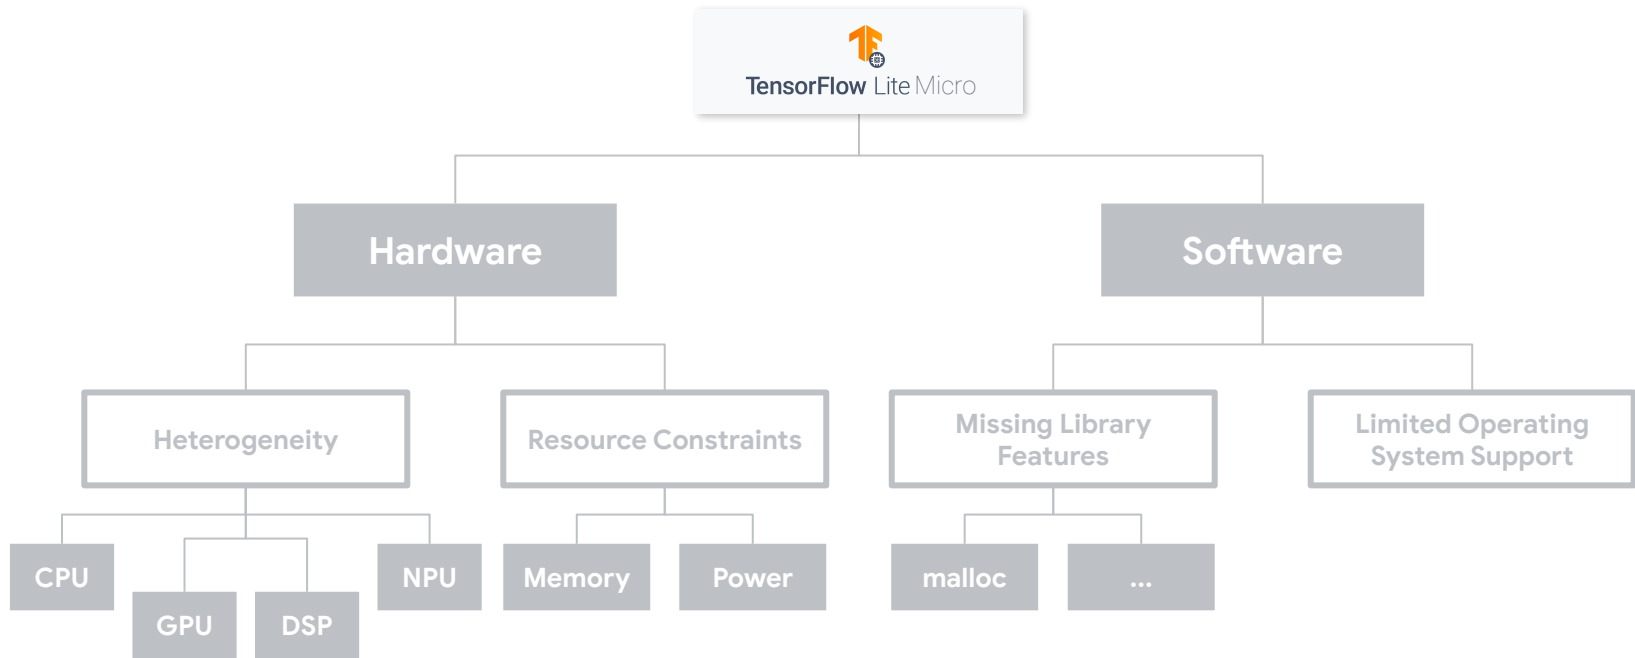 TensorFlow Lite Micro
Hardware
Software
Heterogeneity
Resource Constraints
Missing Library
Features
Limited Operating
System Support
CPU
GPU
DSP
NPU
Memory
Power
malloc
...